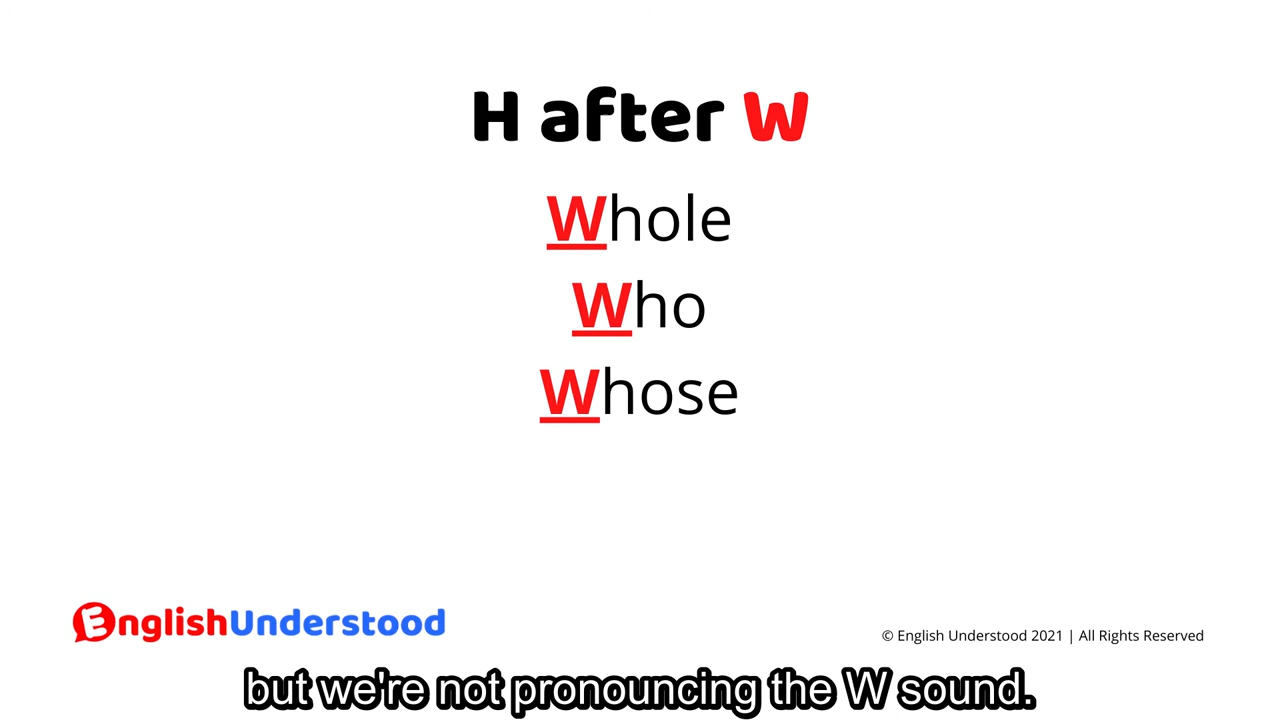 H after W
Whole
Who
Whose
EnglishUnderstood
© English Understood 2021 | All Rights Reserved
but we're not pronouncing the W sound.